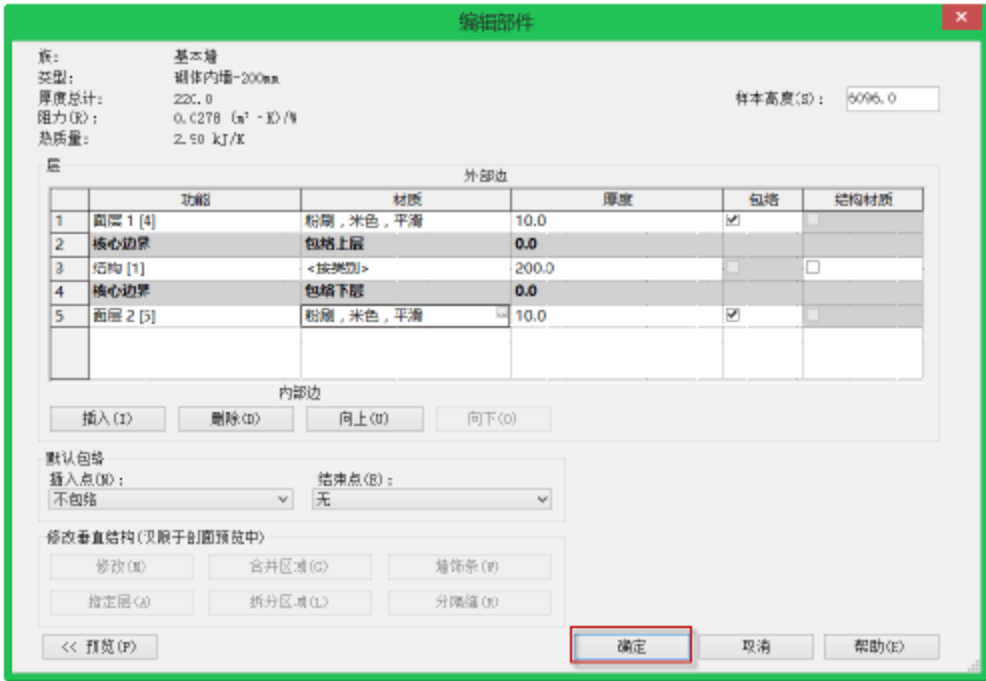 编辑部件
族： 基本墙
类型： 砌体内墙-200mm
厚度总计： 220.0 样本高度(S)： 6096.0
阻力(R)： 0.0278 (m²·K)/W
热质量： 2.90 kJ/K
层
外部边
功能 材质 厚度 包络 结构材质
1 面层 1 [4] 粉刷，米色，平滑 10.0
2 核心边界 包络上层 0.0
3 结构 [1] <按类别> 200.0
4 核心边界 包络下层 0.0
5 面层 2 [5] 粉刷，米色，平滑 10.0
内部边
插入(I) 删除(D) 向上(U) 向下(O)
默认包络
插入点(N)： 结束点(E)：
不包络 无
修改垂直结构(仅限于剖面预览中)
修改(M) 合并区域(G) 墙饰条(W)
指定层(A) 拆分区域(L) 分隔缝(R)
<< 预览(P) 确定 取消 帮助(E)